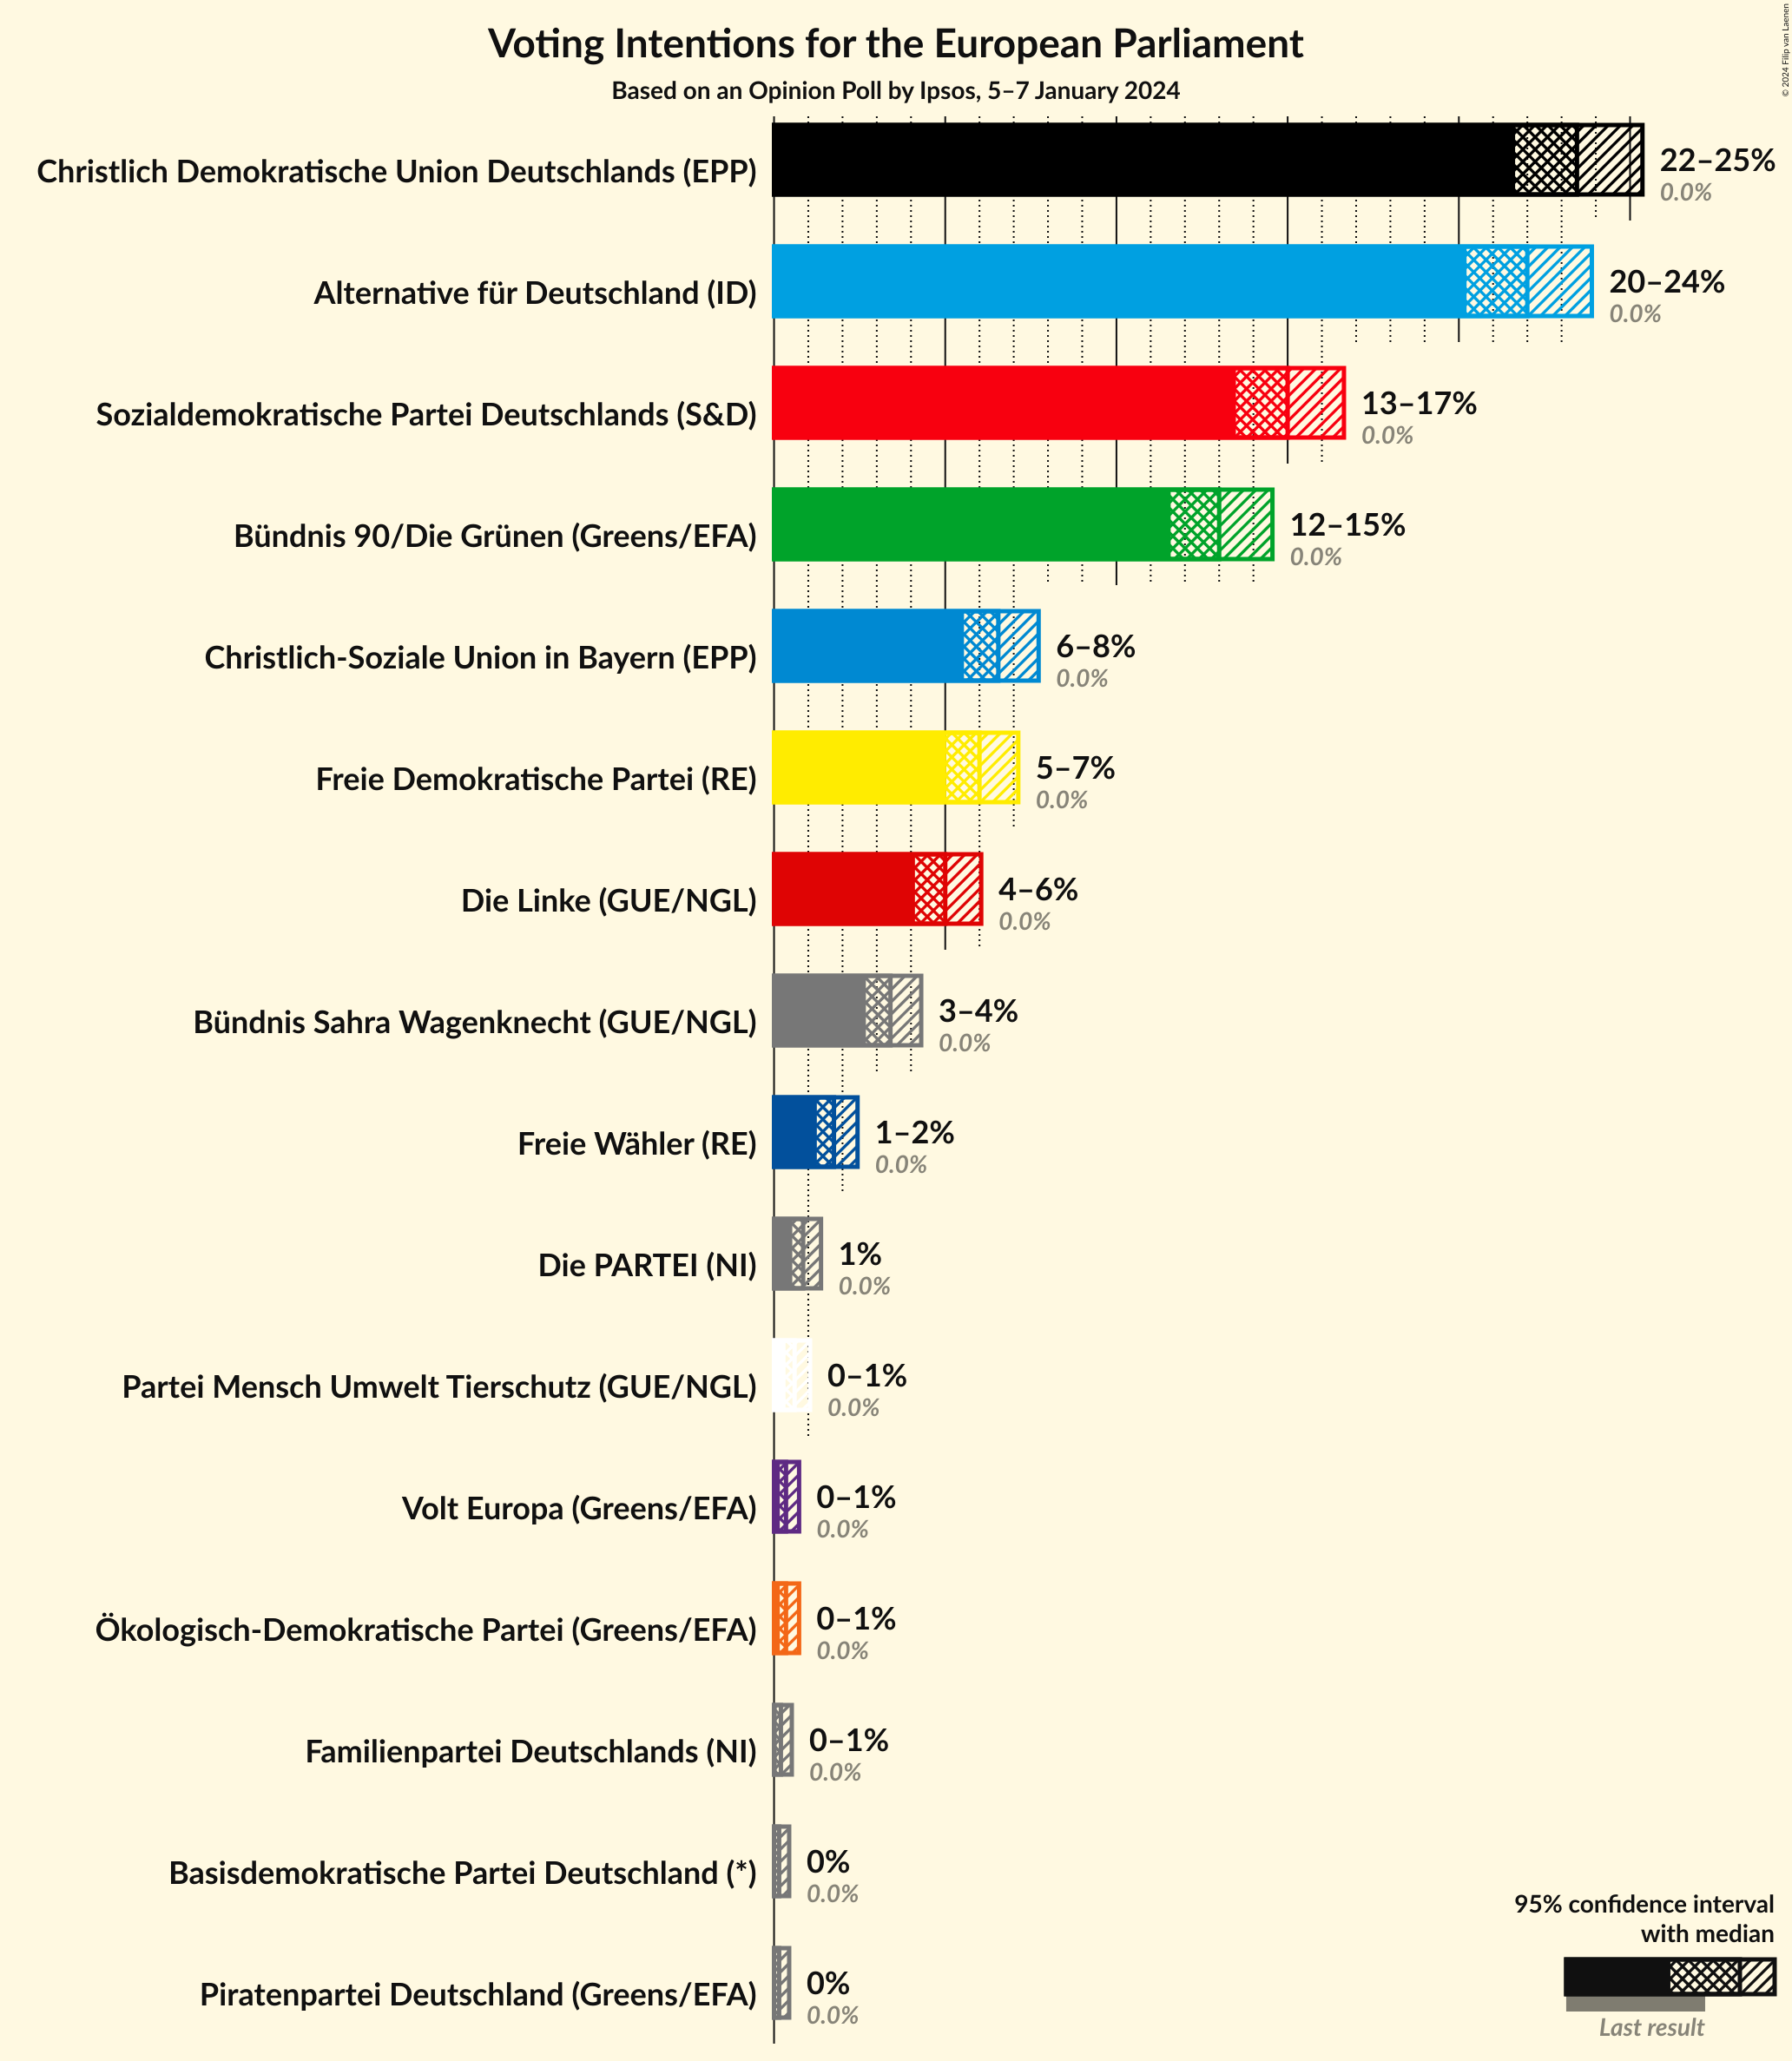 Voting Intentions for the European Parliament
Based on an Opinion Poll by Ipsos, 5–7 January 2024
© 2024 Filip van Laenen
Christlich Demokratische Union Deutschlands (EPP)
22–25%
0.0%
Alternative für Deutschland (ID)
20–24%
0.0%
Sozialdemokratische Partei Deutschlands (S&D)
13–17%
0.0%
Bündnis 90/Die Grünen (Greens/EFA)
12–15%
0.0%
Christlich-Soziale Union in Bayern (EPP)
6–8%
0.0%
Freie Demokratische Partei (RE)
5–7%
0.0%
Die Linke (GUE/NGL)
4–6%
0.0%
Bündnis Sahra Wagenknecht (GUE/NGL)
3–4%
0.0%
Freie Wähler (RE)
1–2%
0.0%
Die PARTEI (NI)
1%
0.0%
Partei Mensch Umwelt Tierschutz (GUE/NGL)
0–1%
0.0%
Volt Europa (Greens/EFA)
0–1%
0.0%
Ökologisch-Demokratische Partei (Greens/EFA)
0–1%
0.0%
Familienpartei Deutschlands (NI)
0–1%
0.0%
Basisdemokratische Partei Deutschland (*)
0%
0.0%
Piratenpartei Deutschland (Greens/EFA)
0%
0.0%
95% confidence interval
with median
Last result